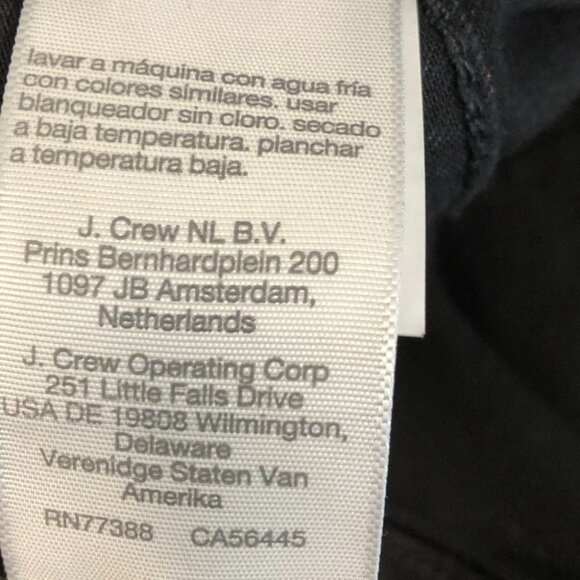 lavar a máquina con agua fría
con colores similares. usar
blanqueador sin cloro. secado
a baja temperatura. planchar
a temperatura baja.
J. Crew NL B.V.
Prins Bernhardplein 200
1097 JB Amsterdam,
Netherlands
J. Crew Operating Corp
251 Little Falls Drive
USA DE 19808 Wilmington,
Delaware
Verenidge Staten Van
Amerika
RN77388 CA56445